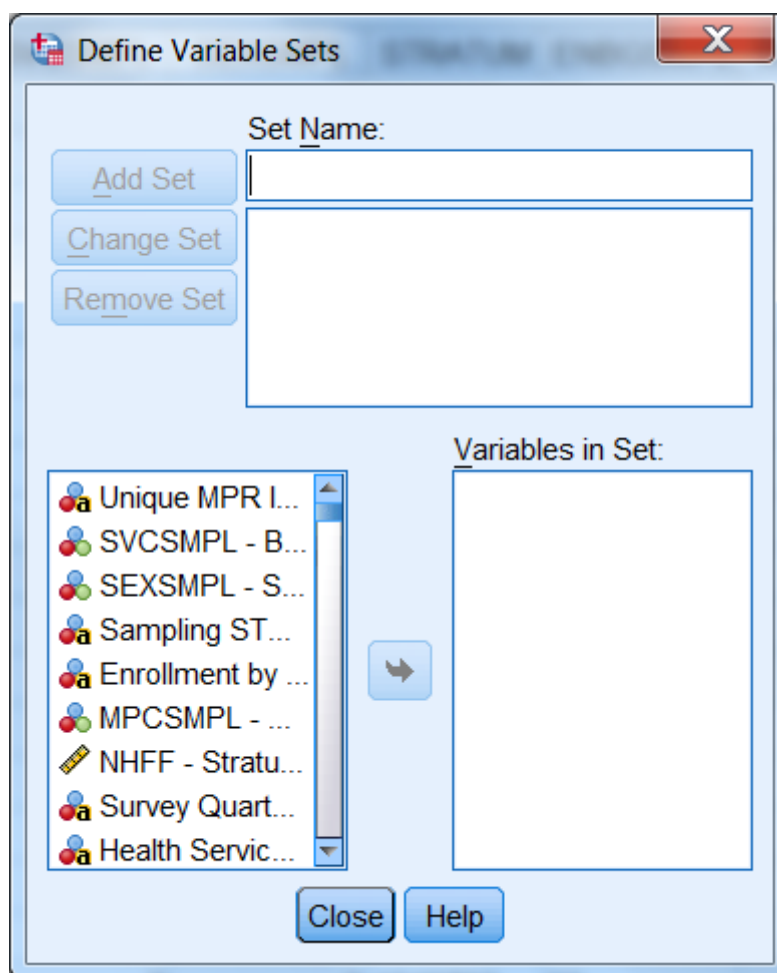 Define Variable Sets
Set Name:
Add Set
Change Set
Remove Set
Variables in Set:
Unique MPR I...
SVCSMPL - B...
SEXSMPL - S...
Sampling ST...
Enrollment by ...
MPCSMPL - ...
NHFF - Stratu...
Survey Quart...
Health Servic...
Close Help